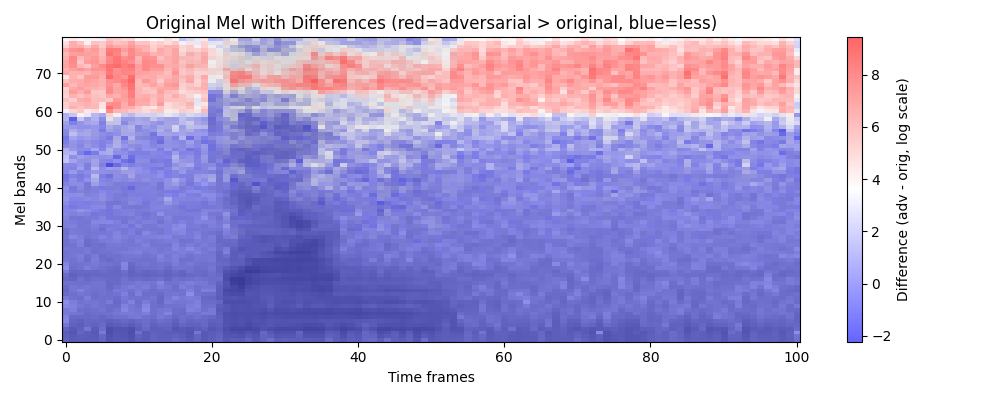 Original Mel with Differences (red=adversarial > original, blue=less)
Mel bands
70
60
50
40
30
20
10
0
0 20 40 60 80 100
Time frames
8
6
4
2
0
−2
Difference (adv - orig, log scale)